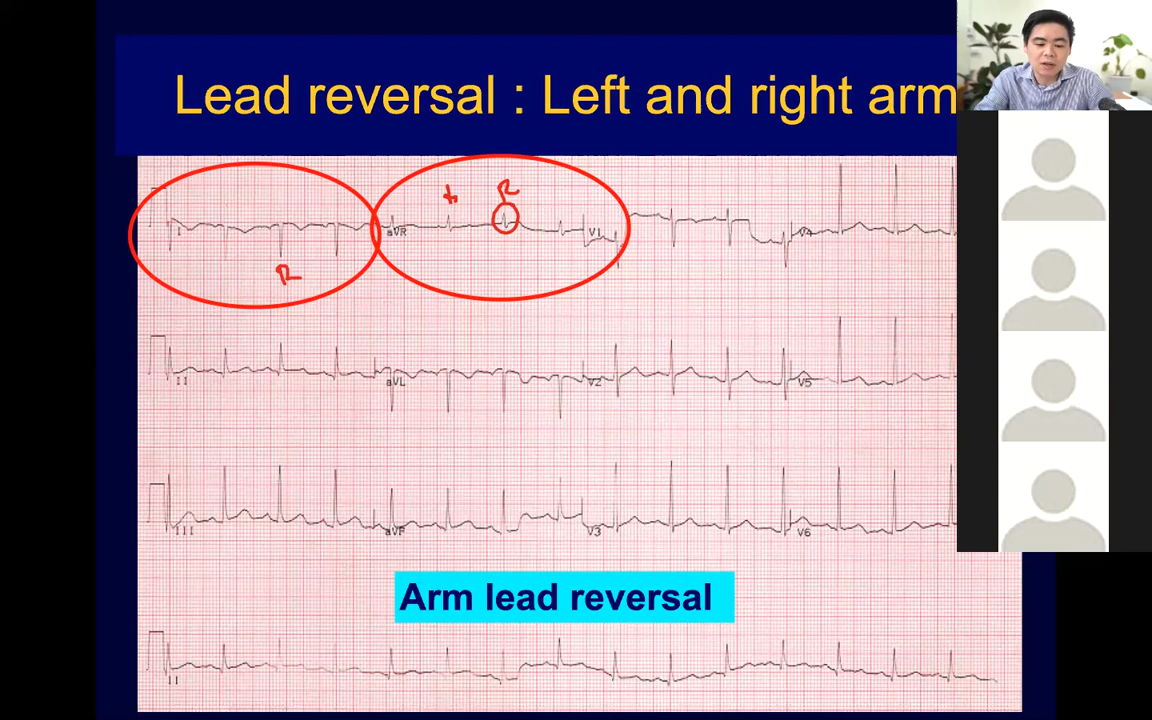 Lead reversal : Left and right arm
R
R
I
aVR
V1
V4
II
aVL
V2
V5
III
aVF
V3
V6
Arm lead reversal
II